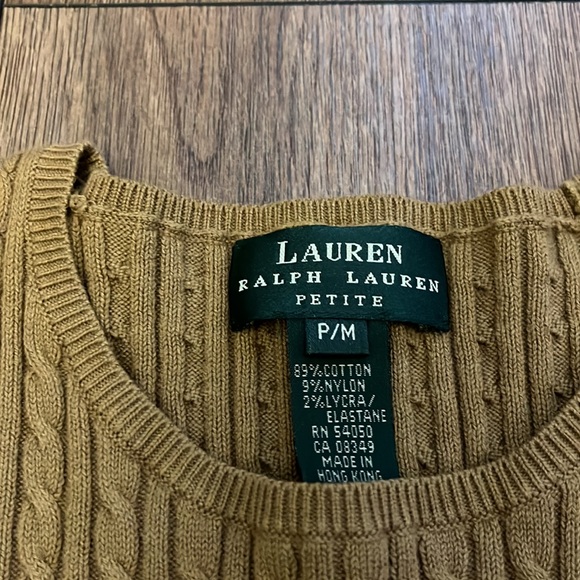 LAUREN
RALPH LAUREN
PETITE
P/M
89%COTTON
9%NYLON
2%LYCRA/
ELASTANE
RN 54050
CA 08349
MADE IN
HONG KONG